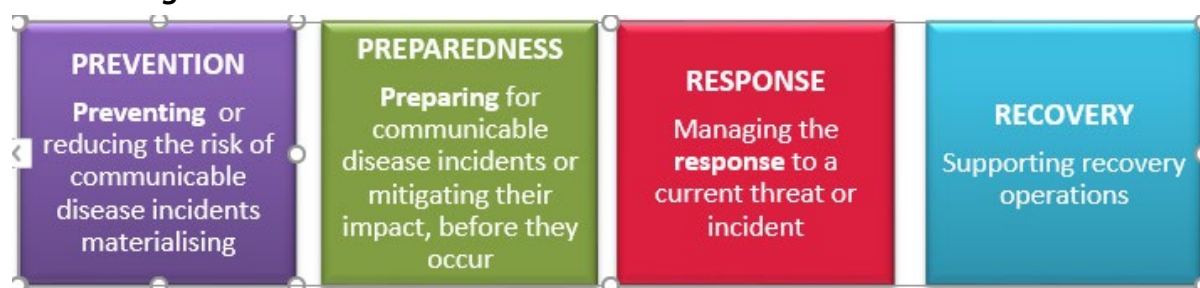 PREVENTION
Preventing or
reducing the risk of
communicable
disease incidents
materialising
PREPAREDNESS
Preparing for
communicable
disease incidents or
mitigating their
impact, before they
occur
RESPONSE
Managing the
response to a
current threat or
incident
RECOVERY
Supporting recovery
operations